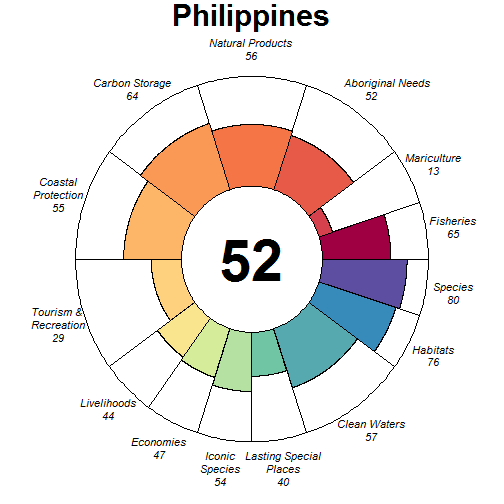 Philippines
Natural Products
56
Carbon Storage
64
Aboriginal Needs
52
Mariculture
13
Coastal
Protection
55
Fisheries
65
52
Species
80
Tourism &
Recreation
29
Habitats
76
Livelihoods
44
Clean Waters
57
Economies
47
Iconic
Species
54
Lasting Special
Places
40